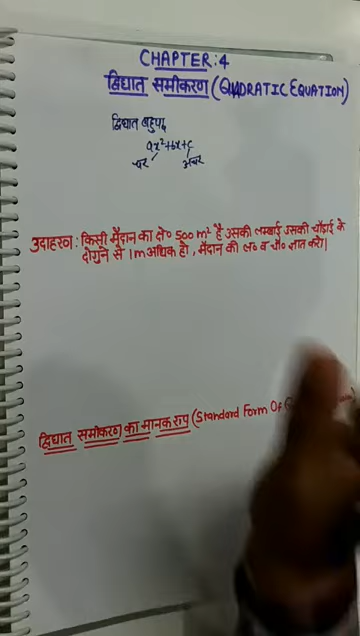 CHAPTER:4
द्विघात समीकरण (QUADRATIC EQUATION)
द्विघात बहुपद
ax²+bx+c
चर अचर
उदाहरण: किसी मैदान का क्षे० 500 m² है उसकी लम्बाई उसकी चौड़ाई के
दोगुने से 1m अधिक हो, मैदान की ल० व चौ० ज्ञात करो।
द्विघात समीकरण का मानक रूप (Standard Form Of